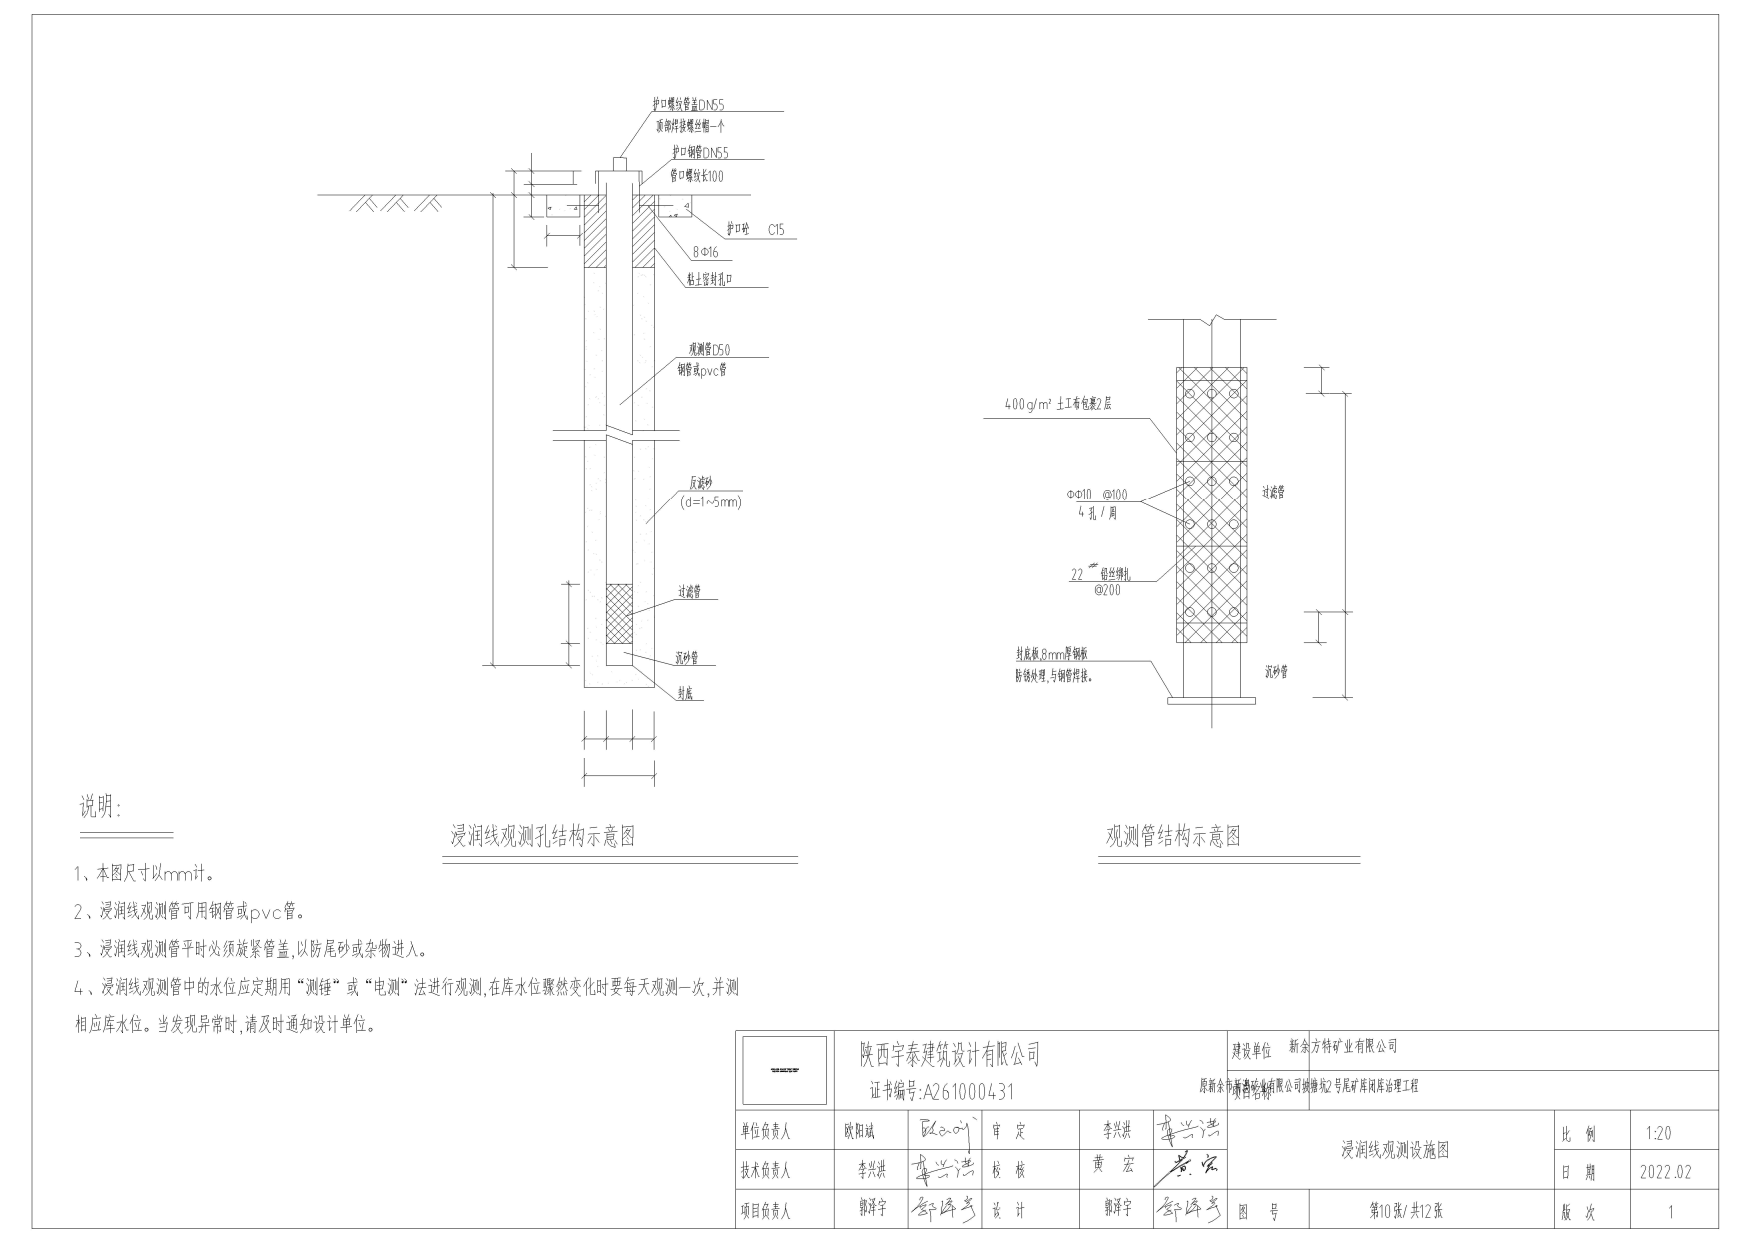 护口螺纹管盖DN55
顶部焊接螺丝帽一个
护口钢管DN55
管口螺纹长100
护口砼 C15
8Φ16
粘土密封孔口
观测管D50
钢管或pvc管
反滤砂
(d=1~5mm)
过滤管
沉砂管
封底
400g/m² 土工布包裹2层
ΦΦ10 @100
4 孔 / 周
22# 铅丝绑扎
@200
过滤管
封底板,8mm厚钢板
防锈处理,与钢管焊接。
沉砂管
浸润线观测孔结构示意图
观测管结构示意图
说明:
1、本图尺寸以mm计。
2、浸润线观测管可用钢管或pvc管。
3、浸润线观测管平时必须旋紧管盖,以防尾砂或杂物进入。
4、浸润线观测管中的水位应定期用“测锤”或“电测”法进行观测,在库水位骤然变化时要每天观测一次,并测
相应库水位。当发现异常时,请及时通知设计单位。
陕西宇泰建筑设计有限公司
证书编号:A261000431
建设单位 新余方特矿业有限公司
项目名称
单位负责人 欧阳斌 审 定 李兴洪
技术负责人 李兴洪 校 核 黄 宏
项目负责人 郭泽宇 设 计 郭泽宇
浸润线观测设施图
比 例 1:20
日 期 2022.02
图 号 第10张/共12张 版 次 1